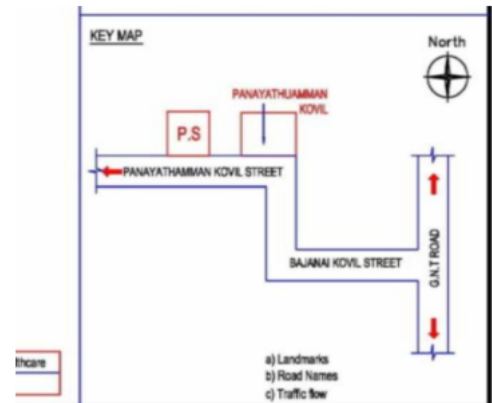 KEY MAP
North
PANAYATHUAMMAN
KOVIL
P.S
PANAYATHAMMAN KOVIL STREET
BAJANAI KOVIL STREET
G.N.T ROAD
thcare
a) Landmarks
b) Road Names
c) Traffic flow